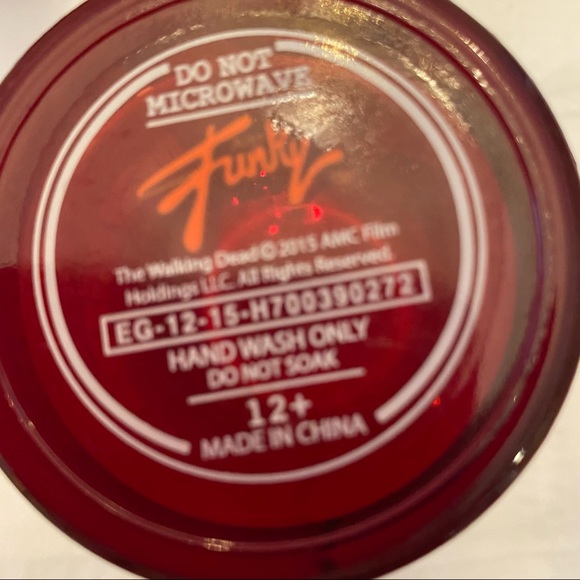 DO NOT
MICROWAVE
Funky
The Walking Dead © 2015 AMC Film
Holdings LLC. All Rights Reserved.
EG-12-15-H700390272
HAND WASH ONLY
DO NOT SOAK
12+
MADE IN CHINA